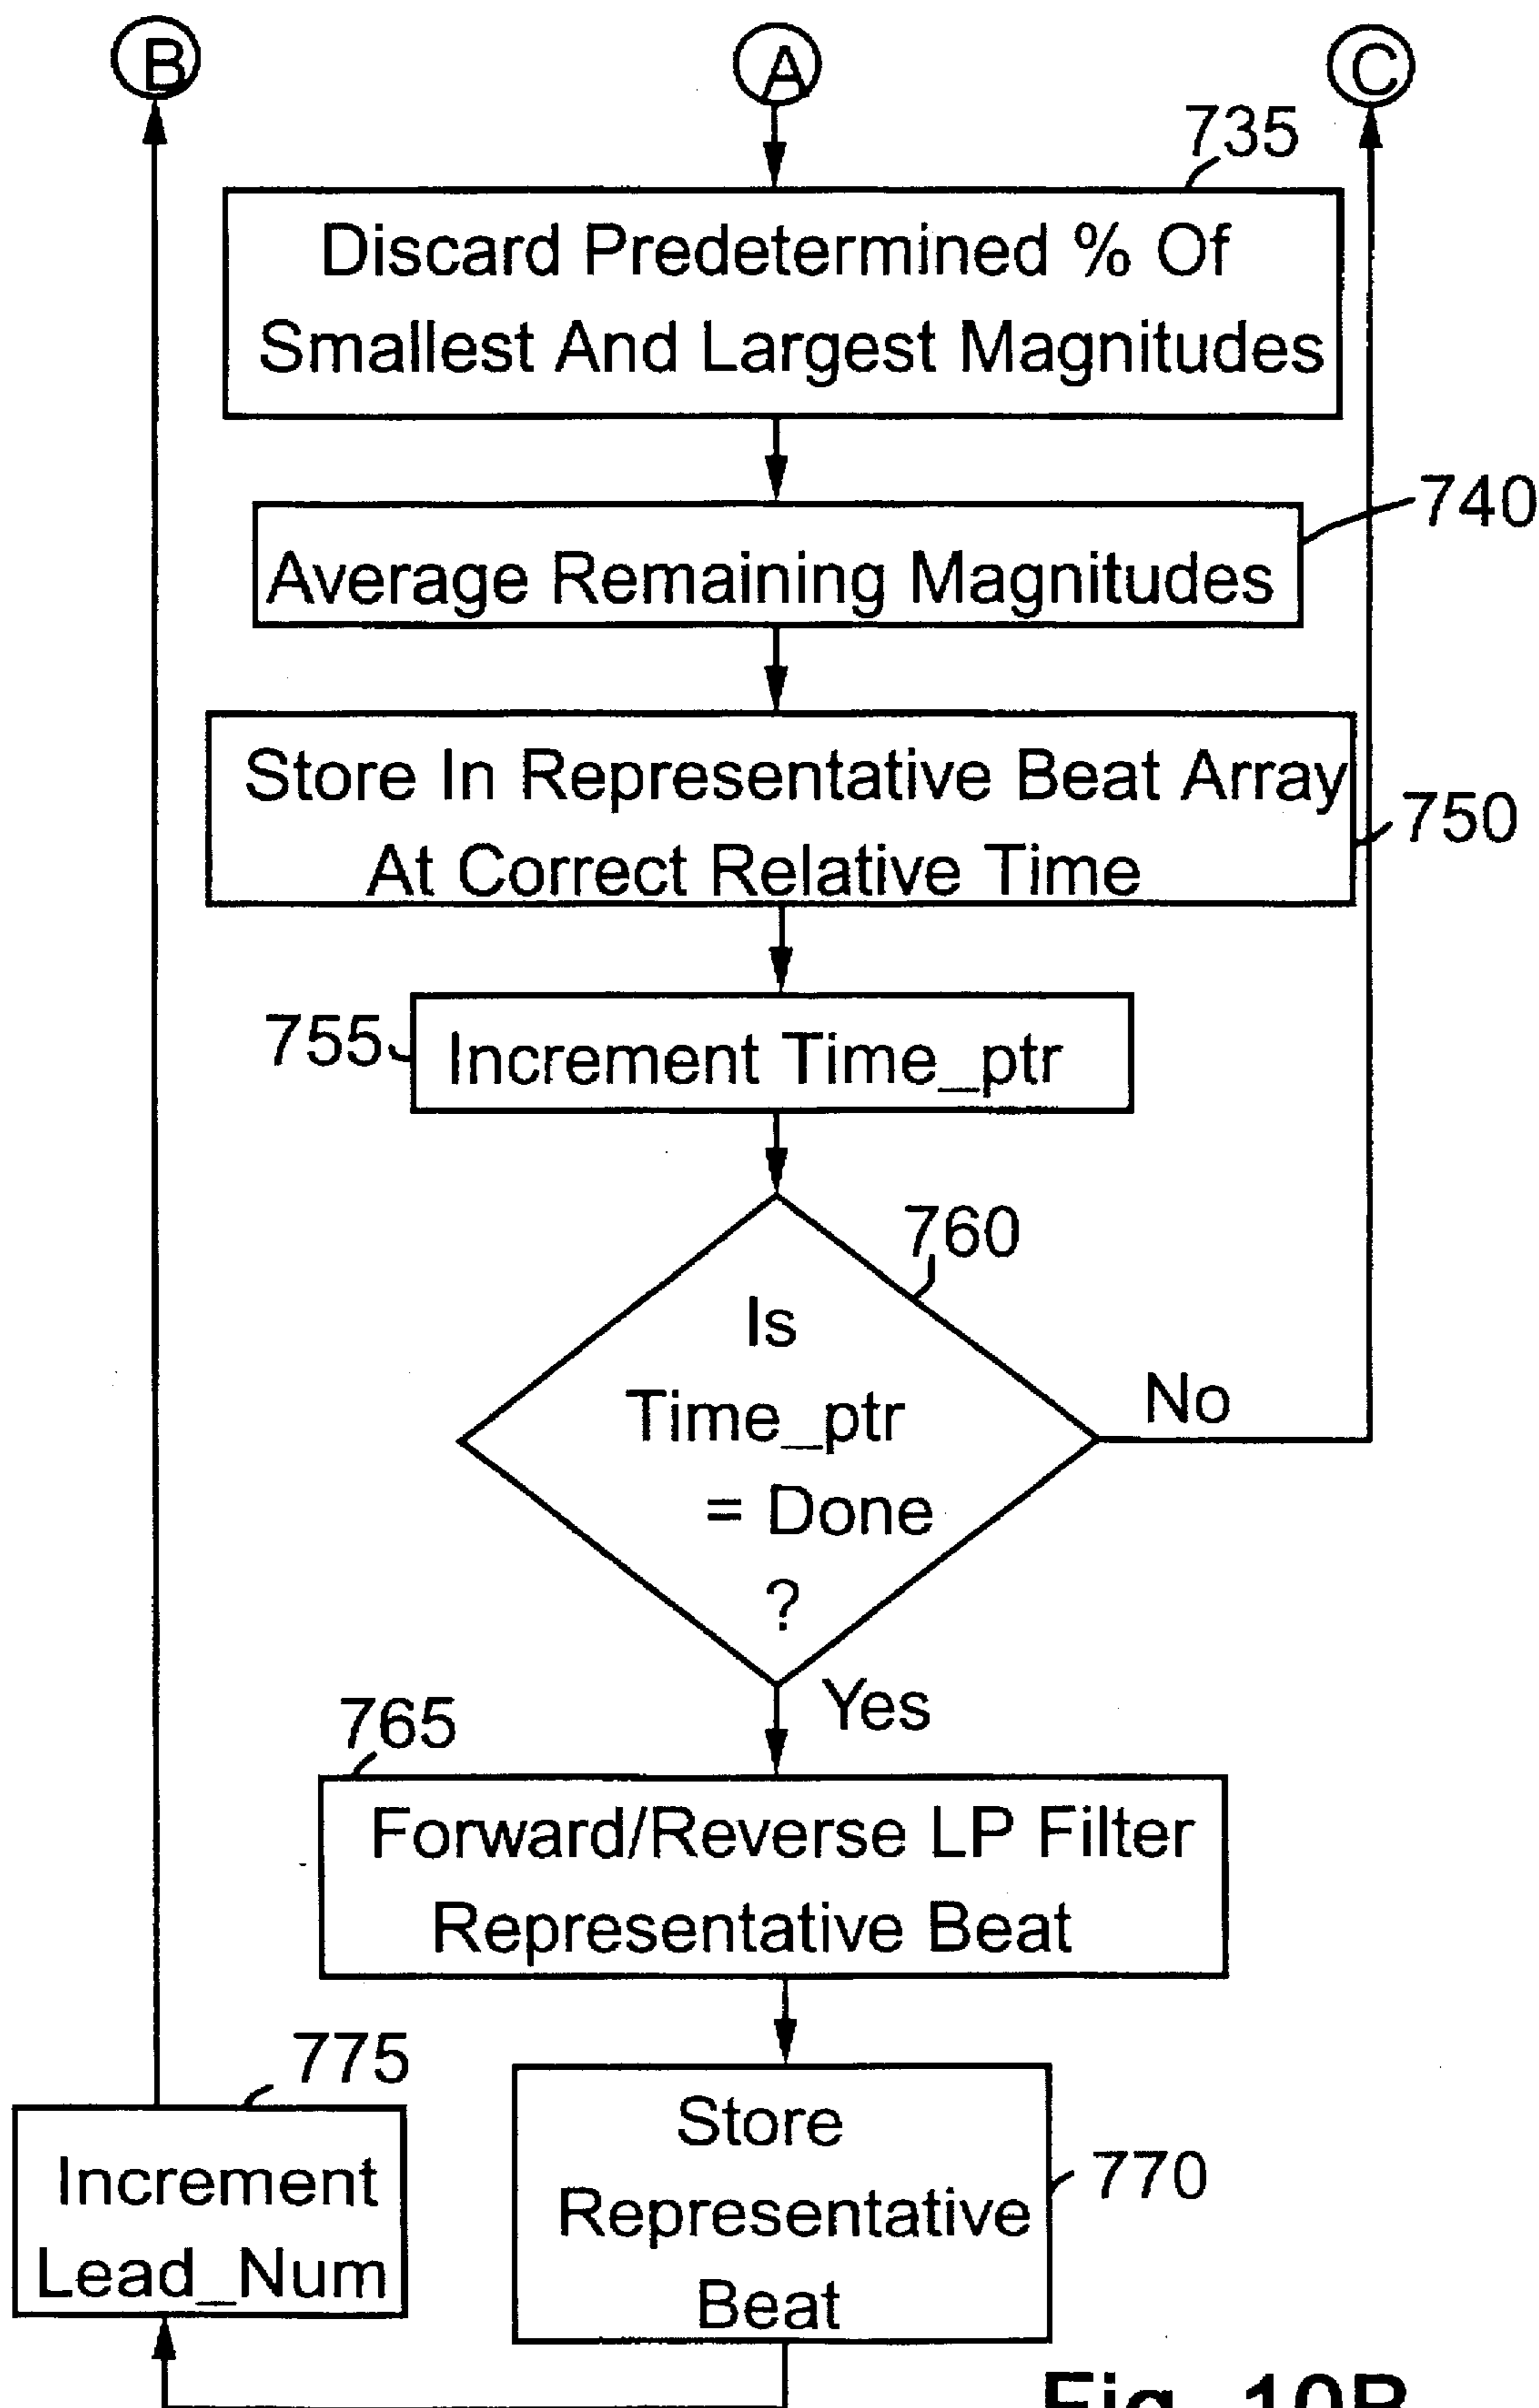 B
A
C
735
Discard Predetermined % Of
Smallest And Largest Magnitudes
740
Average Remaining Magnitudes
Store In Representative Beat Array
At Correct Relative Time
750
755
Increment Time_ptr
760
Is
Time_ptr
= Done
?
No
Yes
765
Forward/Reverse LP Filter
Representative Beat
775
Increment
Lead_Num
Store
Representative
Beat
770
Fig. 10B